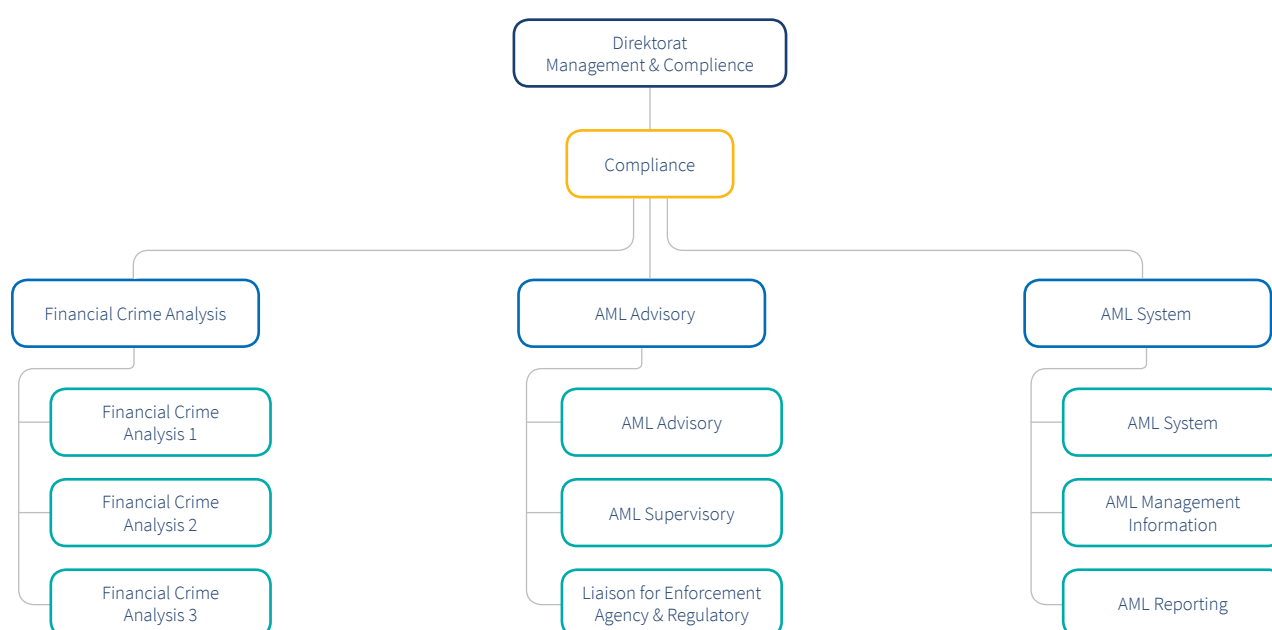 Direktorat
Management & Complience
Compliance
Financial Crime Analysis
AML Advisory
AML System
Financial Crime
Analysis 1
AML Advisory
AML System
Financial Crime
Analysis 2
AML Supervisory
AML Management
Information
Financial Crime
Analysis 3
Liaison for Enforcement
Agency & Regulatory
AML Reporting